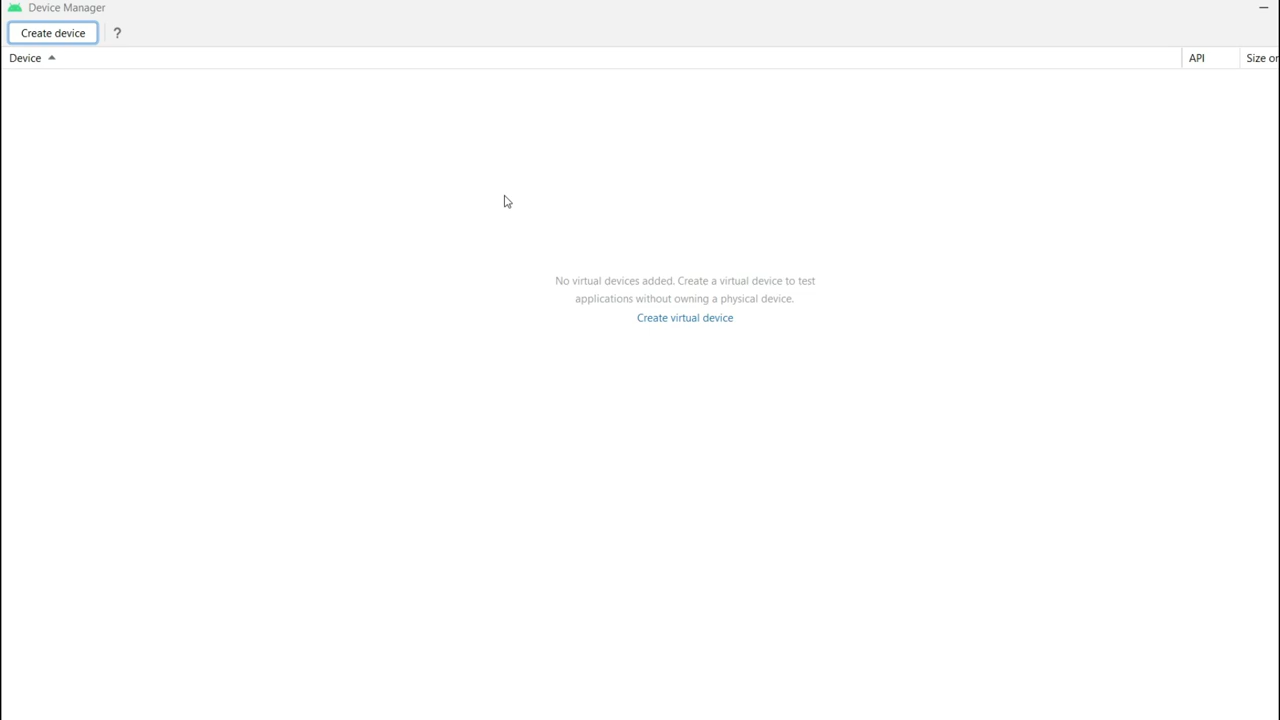 Device Manager
Create device ?
Device API Size or
No virtual devices added. Create a virtual device to test
applications without owning a physical device.
Create virtual device